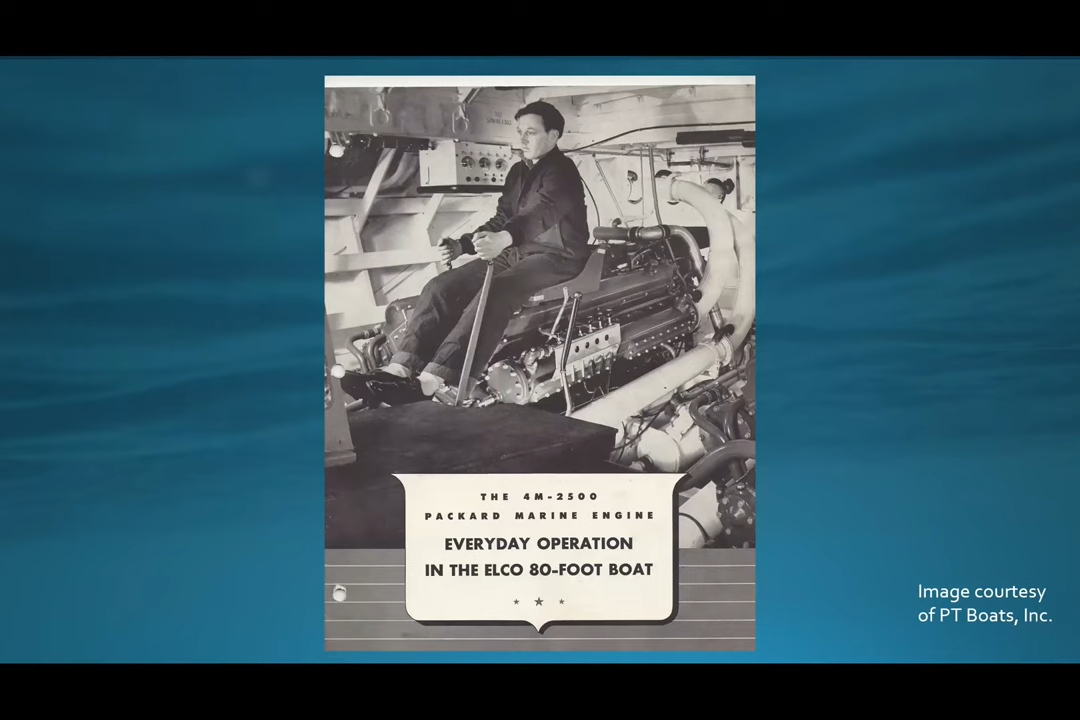 THE 4M-2500
PACKARD MARINE ENGINE
EVERYDAY OPERATION
IN THE ELCO 80-FOOT BOAT
Image courtesy
of PT Boats, Inc.